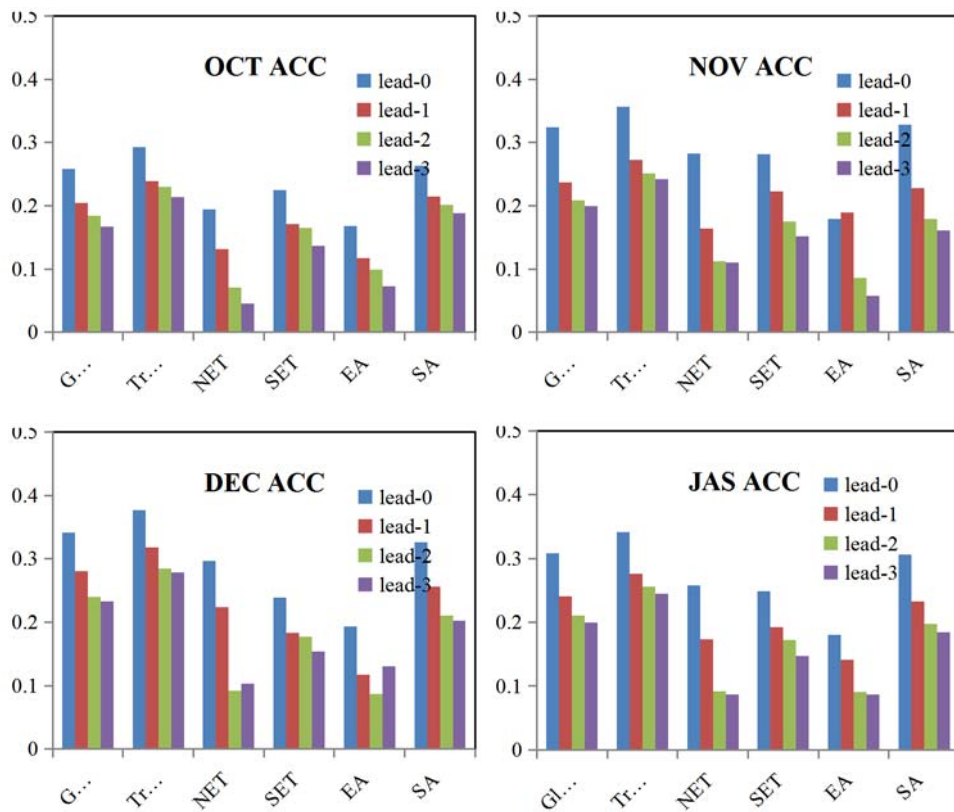 0.5
0.4
0.3
0.2
0.1
0
OCT ACC
lead-0
lead-1
lead-2
lead-3
G…
Tr…
NET
SET
EA
SA
0.5
0.4
0.3
0.2
0.1
0
NOV ACC
lead-0
lead-1
lead-2
lead-3
G…
Tr…
NET
SET
EA
SA
0.5
0.4
0.3
0.2
0.1
0
DEC ACC
lead-0
lead-1
lead-2
lead-3
G…
Tr…
NET
SET
EA
SA
0.5
0.4
0.3
0.2
0.1
0
JAS ACC
lead-0
lead-1
lead-2
lead-3
Gl…
Tr…
NET
SET
EA
SA